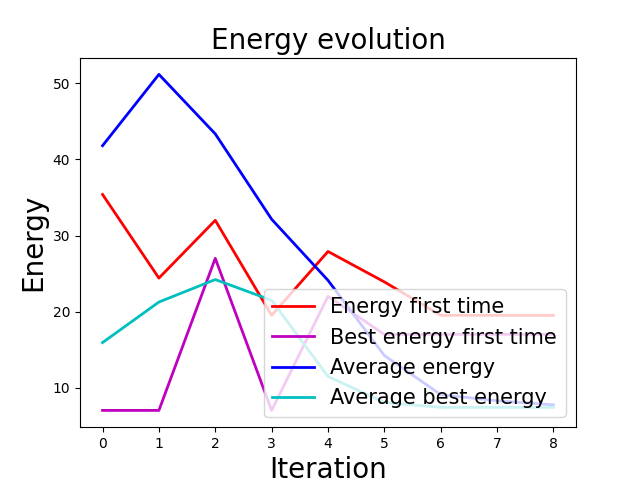 Energy evolution
Energy
50
40
30
20
10
Energy first time
Best energy first time
Average energy
Average best energy
0 1 2 3 4 5 6 7 8
Iteration